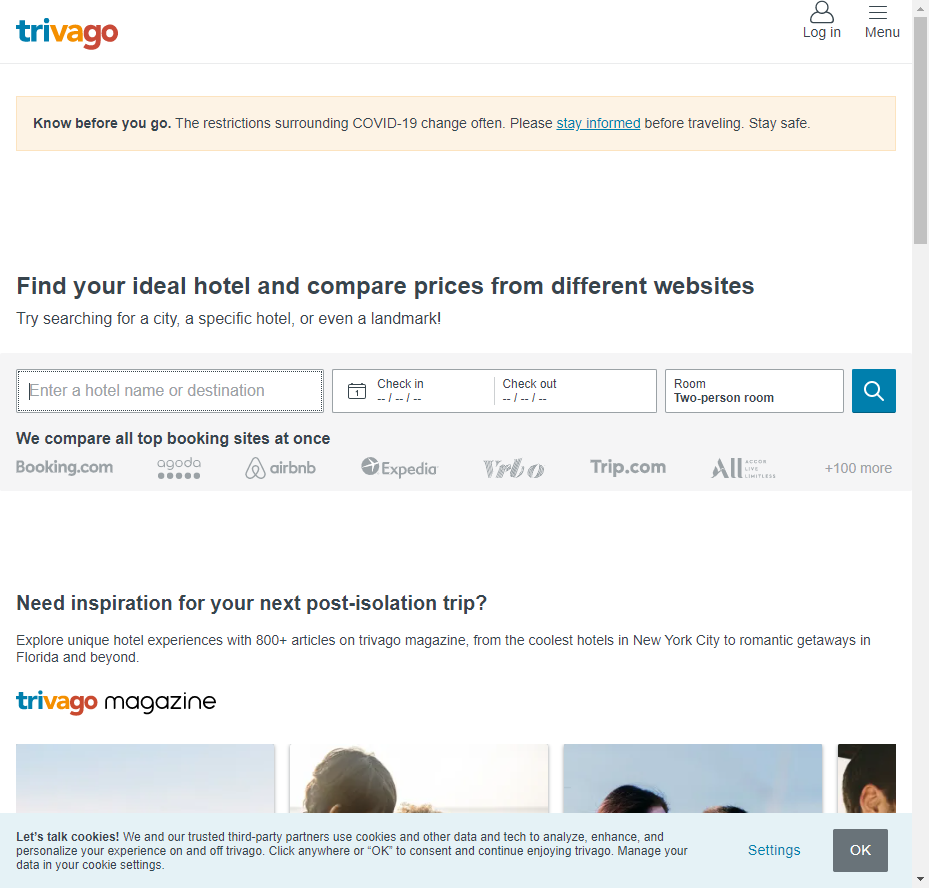 trivago
Log in
Menu
Know before you go. The restrictions surrounding COVID-19 change often. Please stay informed before traveling. Stay safe.
Find your ideal hotel and compare prices from different websites
Try searching for a city, a specific hotel, or even a landmark!
Enter a hotel name or destination
1
Check in
-- / -- / --
Check out
-- / -- / --
Room
Two-person room
We compare all top booking sites at once
Booking.com
agoda
airbnb
Expedia
Vrbo
Trip.com
ALL ACCOR LIVE LIMITLESS
+100 more
Need inspiration for your next post-isolation trip?
Explore unique hotel experiences with 800+ articles on trivago magazine, from the coolest hotels in New York City to romantic getaways in
Florida and beyond.
trivago magazine
Let's talk cookies! We and our trusted third-party partners use cookies and other data and tech to analyze, enhance, and
personalize your experience on and off trivago. Click anywhere or “OK” to consent and continue enjoying trivago. Manage your
data in your cookie settings.
Settings
OK